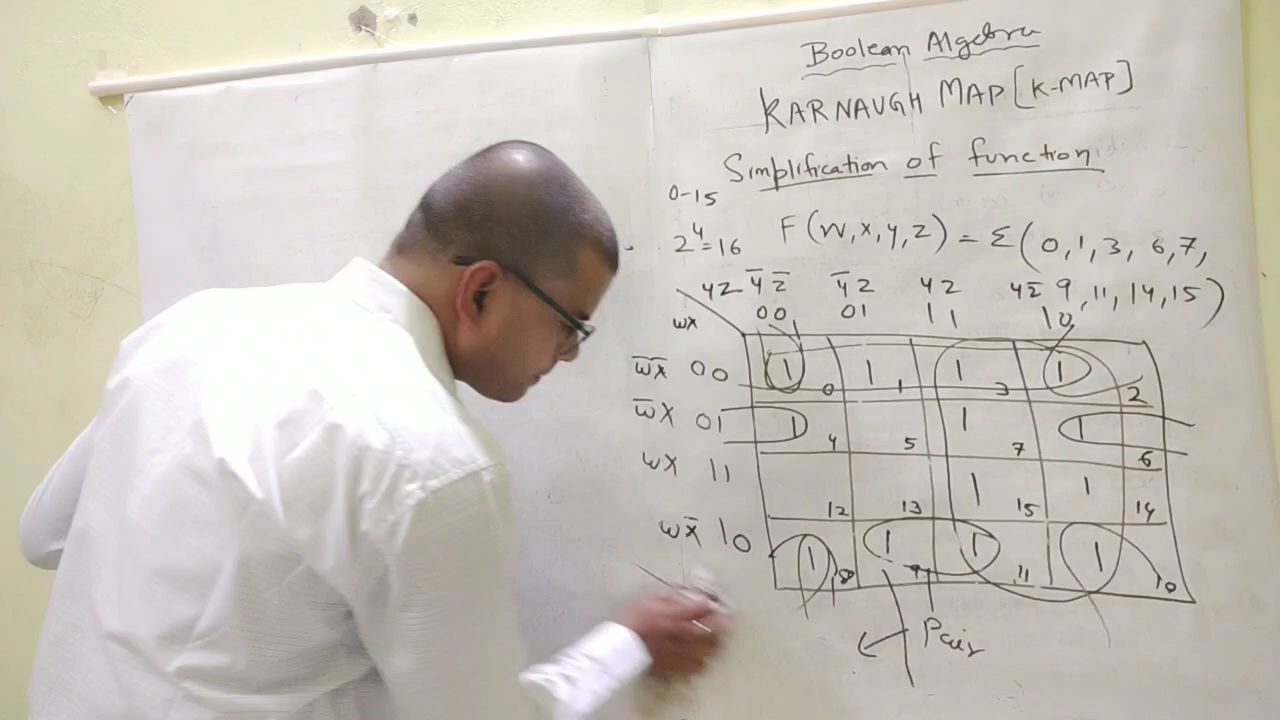 Boolean Algebra
KARNAUGH MAP [K-MAP]
Simplification of function
0-15
2⁴=16 F(w,x,y,z) = Σ(0,1,3, 6,7,
9,11,14,15)
yz y̅z̅ y̅z yz yz̅
wx 00 01 11 10
w̅x̅ 00 1 0 1 1 1 3 1 2
w̅x 01 1 4 5 1 7 1 6
wx 11 12 13 1 15 1 14
wx̅ 10 1 8 1 9 1 11 1 10
Pair